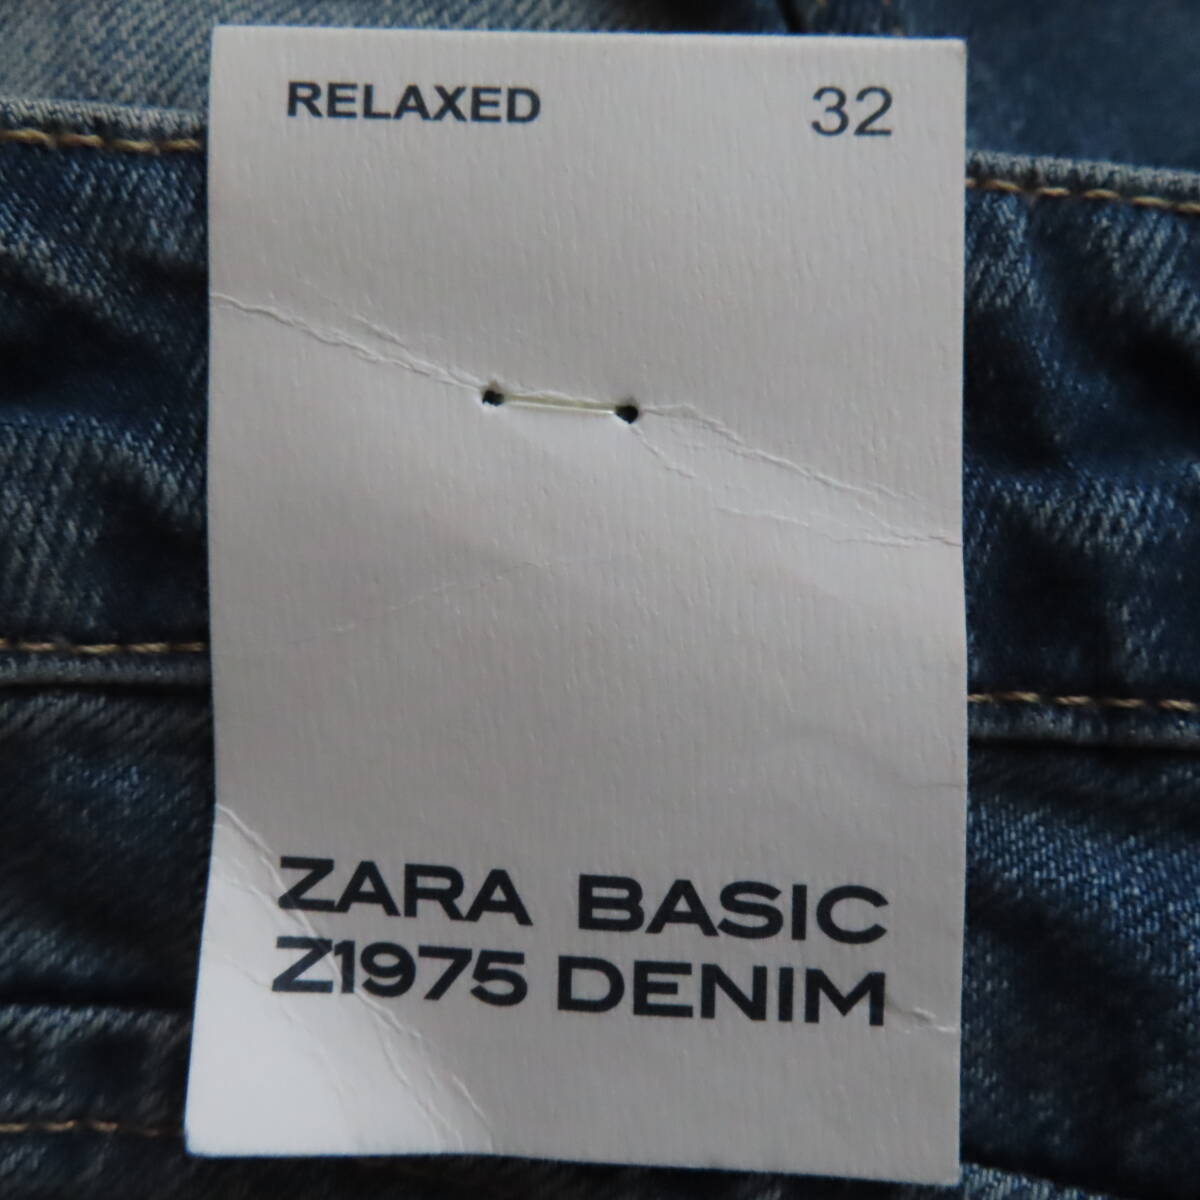 RELAXED 32
ZARA BASIC
Z1975 DENIM